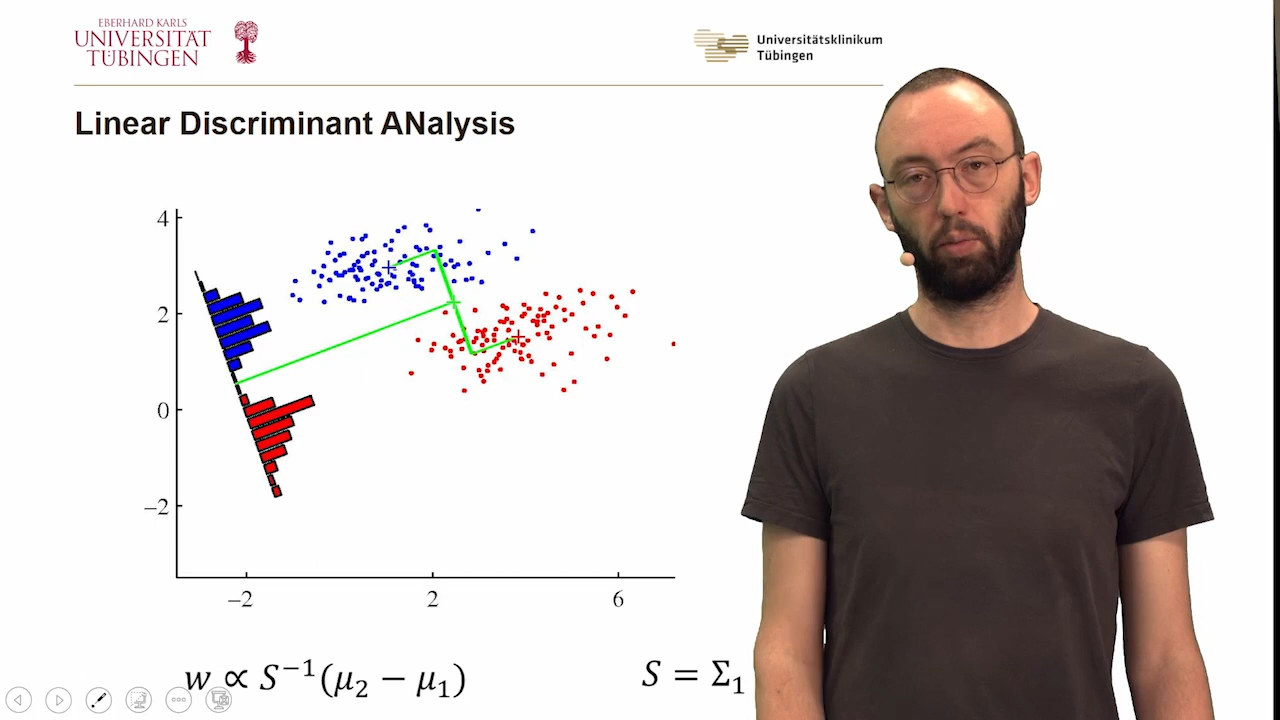 EBERHARD KARLS
UNIVERSITÄT
TÜBINGEN
Universitätsklinikum
Tübingen
Linear Discriminant ANalysis
4
2
0
−2
−2
2
6
w ∝ S⁻¹(μ₂ − μ₁)
S = Σ₁